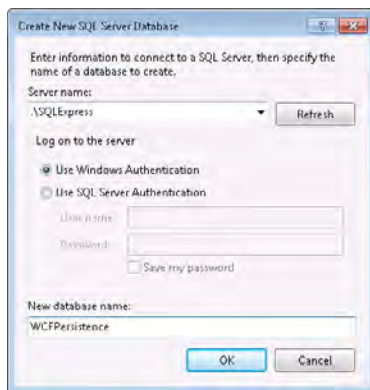 Create New SQL Server Database
Enter information to connect to a SQL Server, then specify the
name of a database to create.
Server name:
.\SQLExpress
Refresh
Log on to the server
Use Windows Authentication
Use SQL Server Authentication
User name:
Password:
Save my password
New database name:
WCFPersistence
OK
Cancel